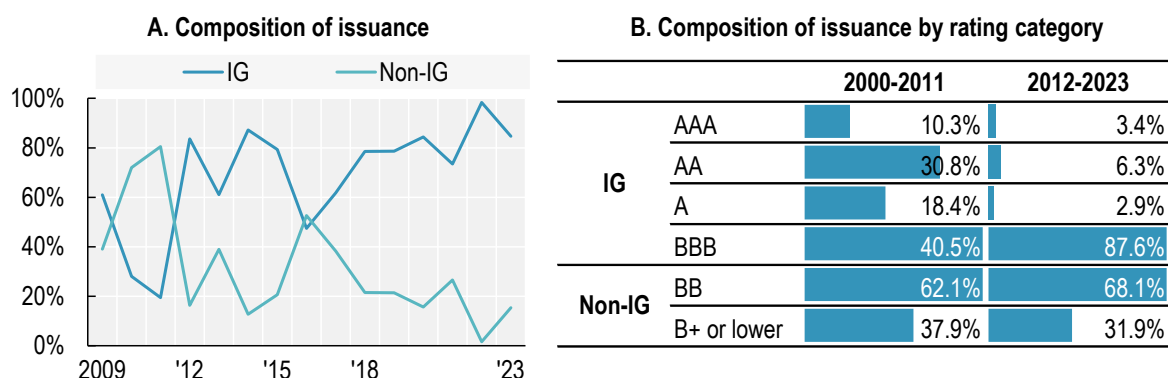 A. Composition of issuance
IG Non-IG
100%
80%
60%
40%
20%
0%
2009 '12 '15 '18 '23
B. Composition of issuance by rating category
2000-2011 2012-2023
IG
AAA 10.3% 3.4%
AA 30.8% 6.3%
A 18.4% 2.9%
BBB 40.5% 87.6%
Non-IG
BB 62.1% 68.1%
B+ or lower 37.9% 31.9%